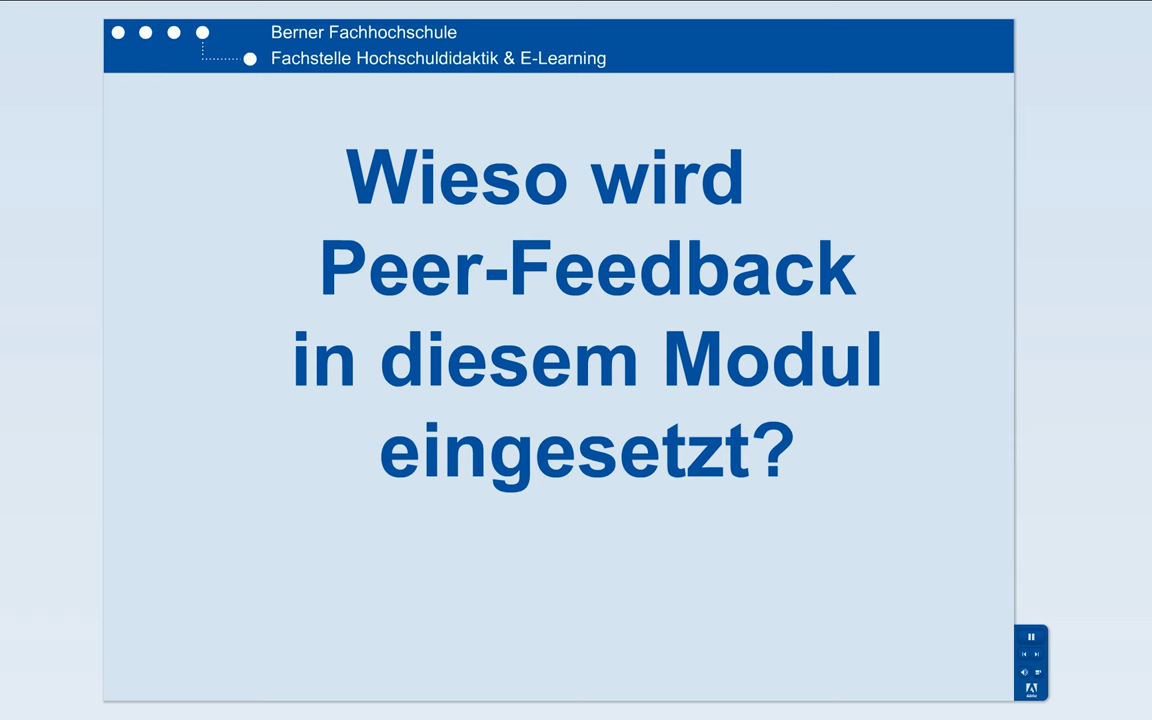 Berner Fachhochschule
Fachstelle Hochschuldidaktik & E-Learning
Wieso wird
Peer-Feedback
in diesem Modul
eingesetzt?